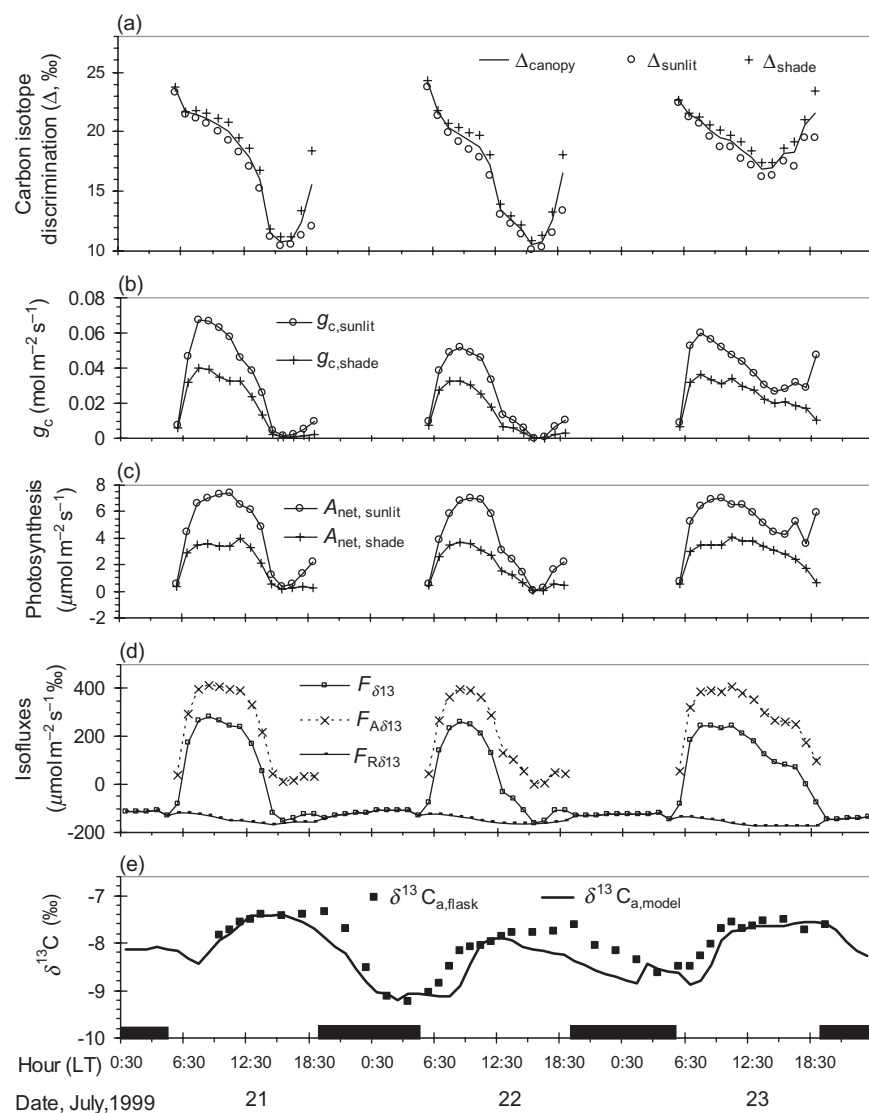 (a)
Carbon isotope
discrimination (Δ, ‰)
25
20
15
10
Δcanopy
Δsunlit
Δshade
(b)
gc (mol m−2 s−1)
0.08
0.06
0.04
0.02
0
gc,sunlit
gc,shade
(c)
Photosynthesis
(μmol m−2 s−1)
8
6
4
2
0
-2
Anet, sunlit
Anet, shade
(d)
Isofluxes
(μmol m−2 s−1 ‰)
400
200
0
-200
Fδ13
FAδ13
FRδ13
(e)
δ13C (‰)
-7
-8
-9
-10
δ13 Ca,flask
δ13 Ca,model
Hour (LT)
0:30 6:30 12:30 18:30 0:30 6:30 12:30 18:30 0:30 6:30 12:30 18:30
Date, July,1999 21 22 23